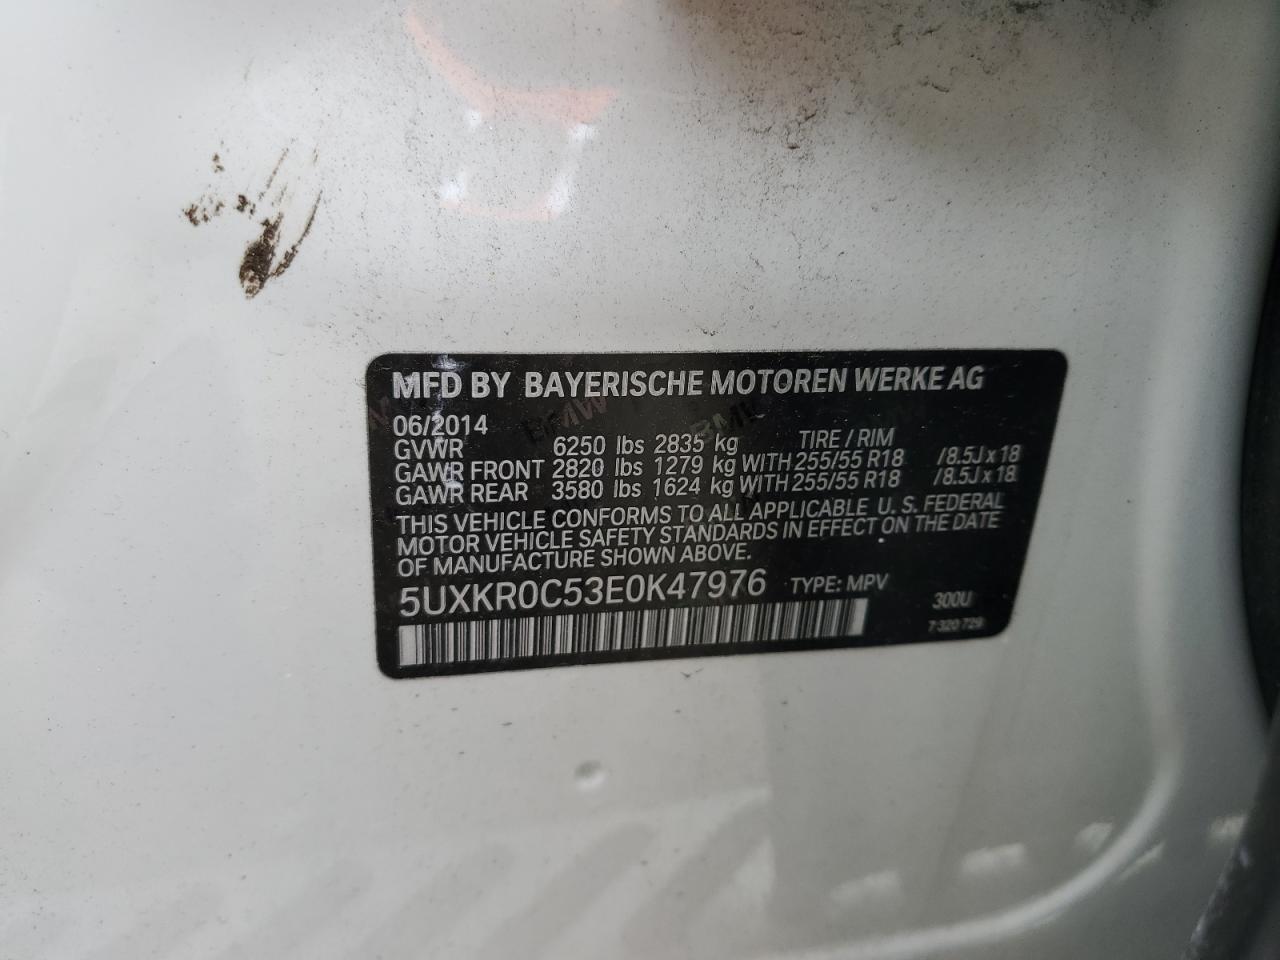 MFD BY BAYERISCHE MOTOREN WERKE AG
06/2014
GVWR 6250 lbs 2835 kg TIRE / RIM
GAWR FRONT 2820 lbs 1279 kg WITH 255/55 R18 /8.5J x 18
GAWR REAR 3580 lbs 1624 kg WITH 255/55 R18 /8.5J x 18
THIS VEHICLE CONFORMS TO ALL APPLICABLE U. S. FEDERAL
MOTOR VEHICLE SAFETY STANDARDS IN EFFECT ON THE DATE
OF MANUFACTURE SHOWN ABOVE.
5UXKR0C53E0K47976 TYPE: MPV
300U
7 320 729